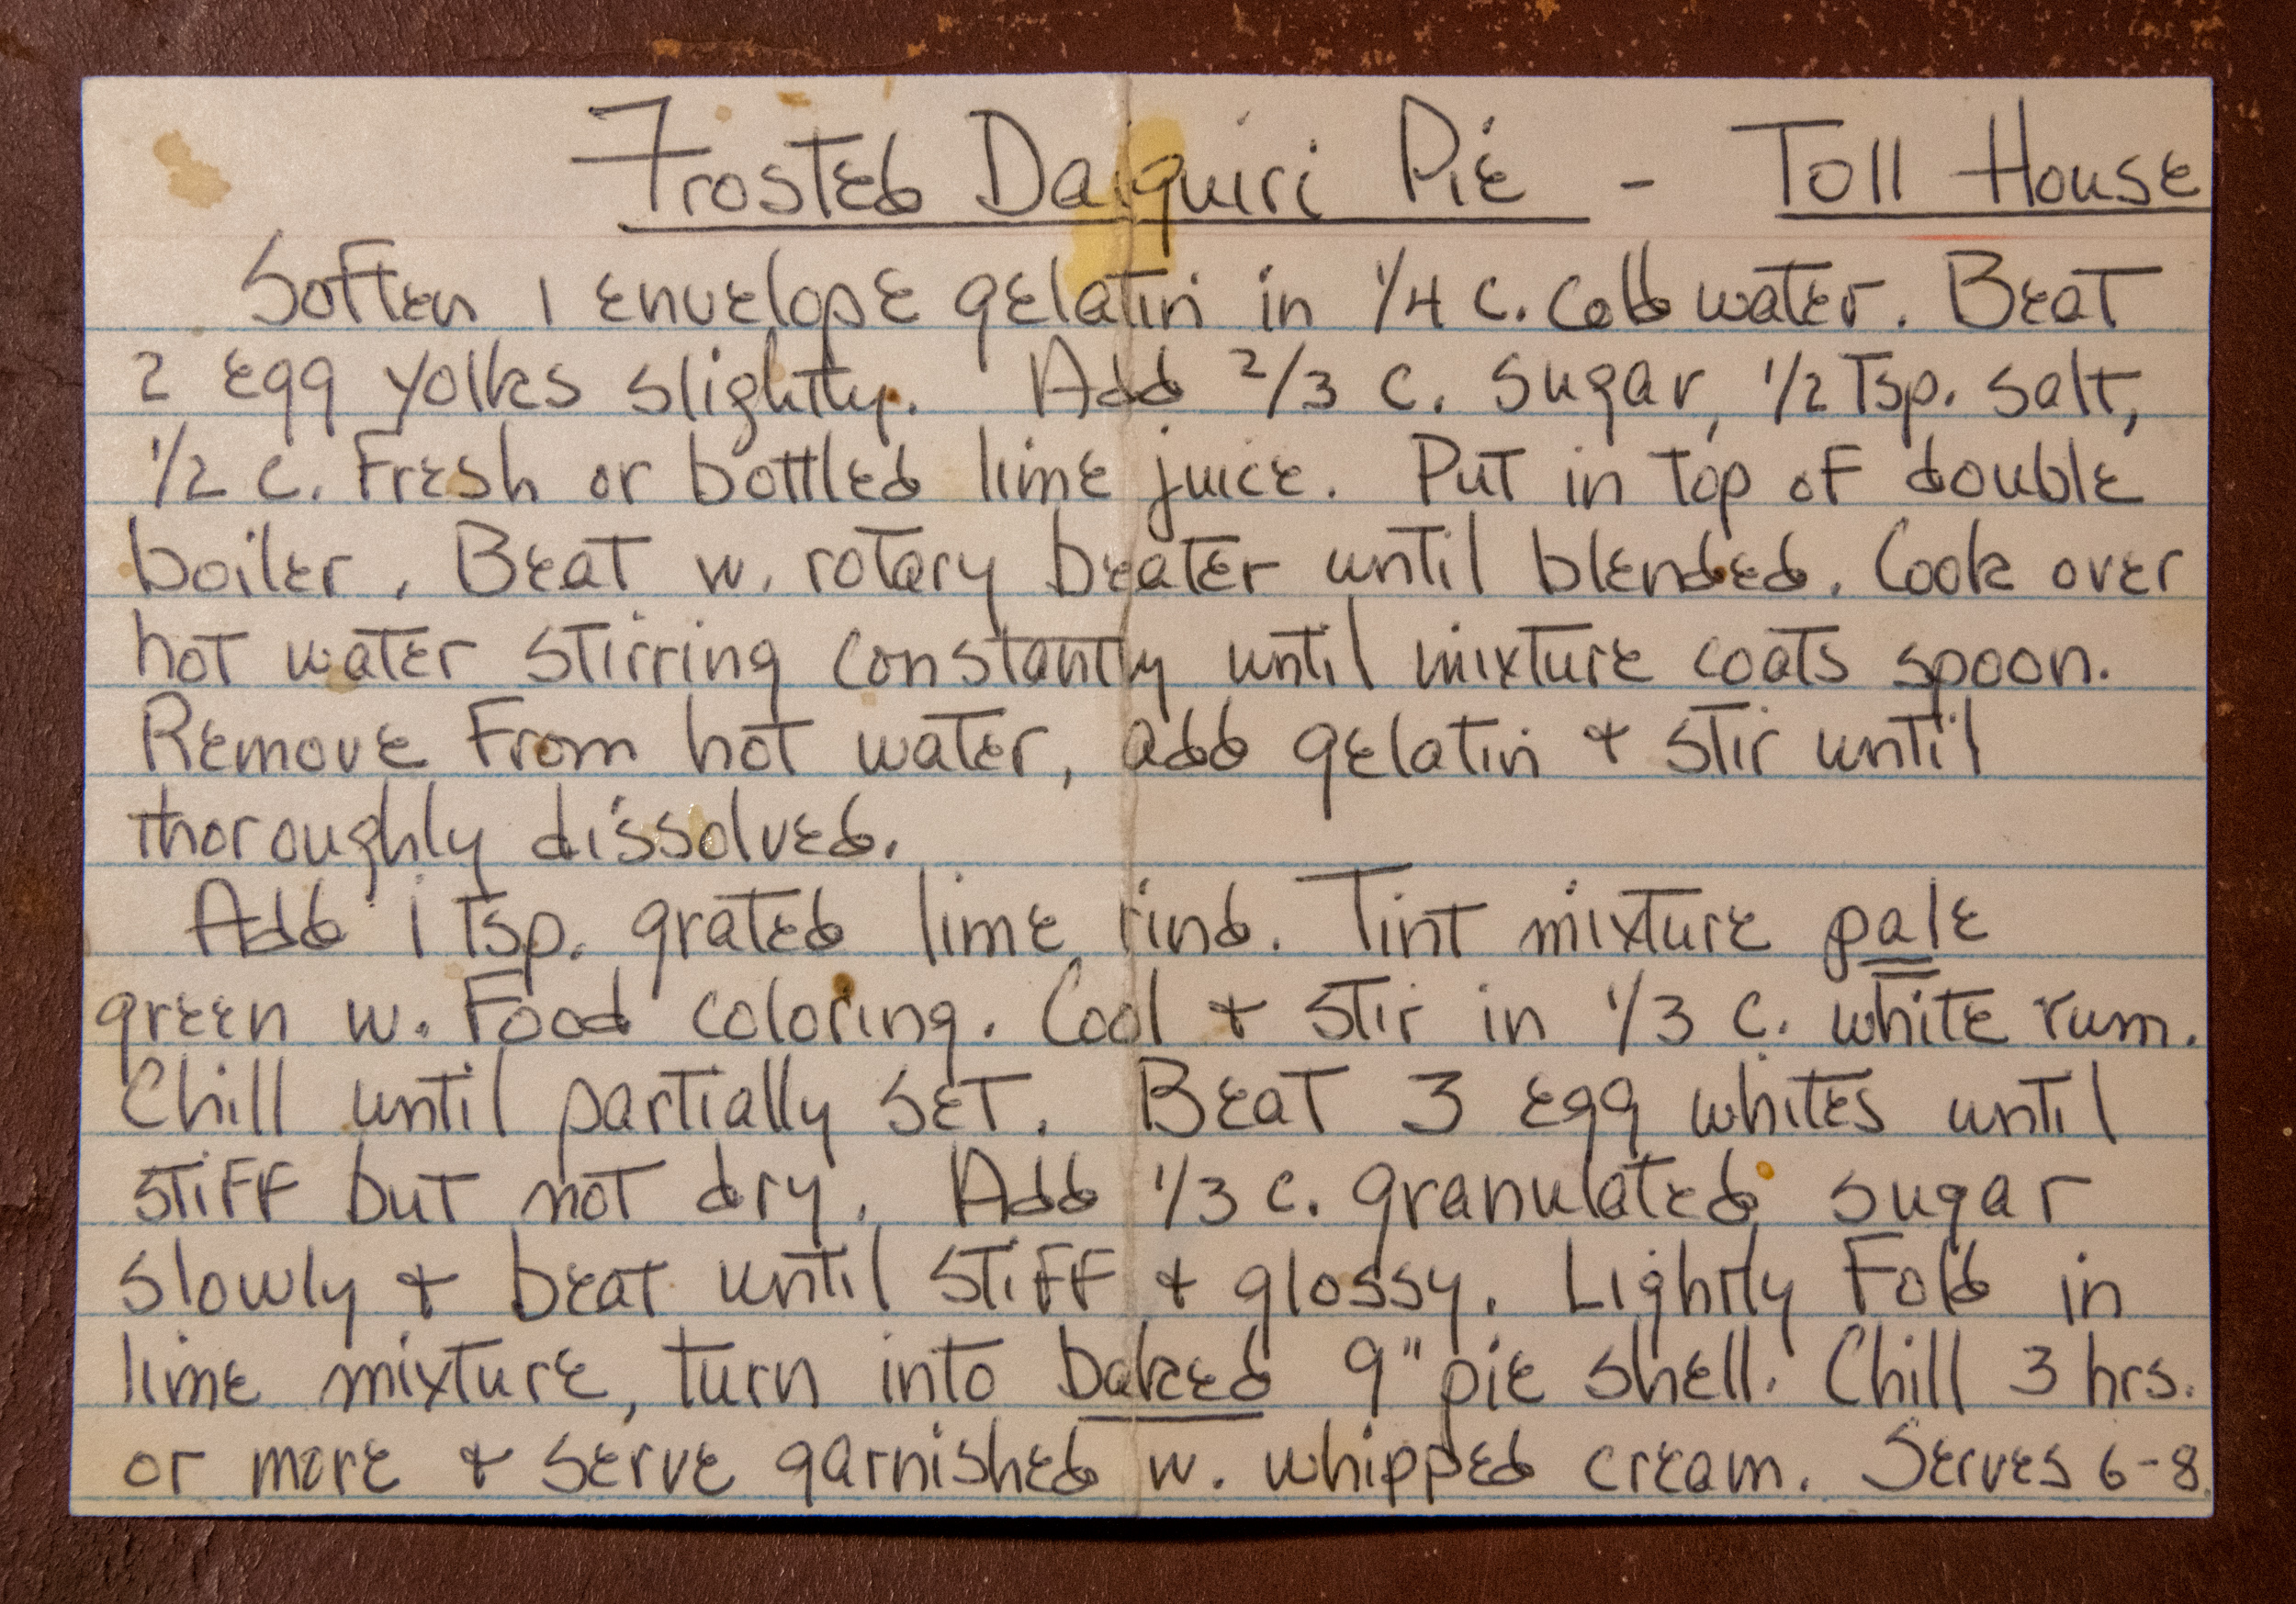 Frosted Daiquiri Pie - Toll House
Soften 1 envelope gelatin in 1/4 c. cold water. Beat
2 egg yolks slightly. Add 2/3 c. sugar, 1/2 Tsp. salt,
1/2 c. Fresh or bottled lime juice. Put in top of double
boiler. Beat w. rotary beater until blended. Cook over
hot water stirring constantly until mixture coats spoon.
Remove From hot water, add gelatin + stir until
thoroughly dissolved.
Add 1 Tsp. grated lime rind. Tint mixture pale
green w. Food coloring. Cool + stir in 1/3 c. white rum.
Chill until partially set. Beat 3 egg whites until
stiff but not dry. Add 1/3 c. granulated sugar
slowly + beat until stiff + glossy. Lightly Fold in
lime mixture, turn into baked 9" pie shell. Chill 3 hrs.
or more + serve garnished w. whipped cream. Serves 6-8.